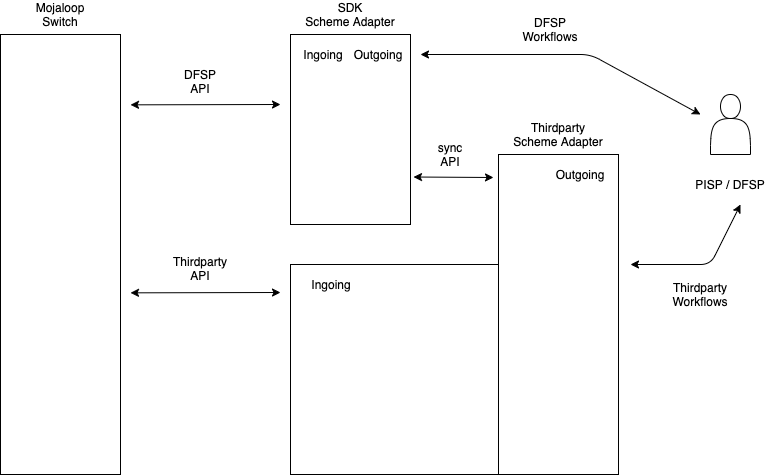 Mojaloop
Switch
SDK
Scheme Adapter
Ingoing Outgoing
DFSP
Workflows
DFSP
API
Thirdparty
Scheme Adapter
sync
API
Outgoing
PISP / DFSP
Thirdparty
API
Ingoing
Thirdparty
Workflows